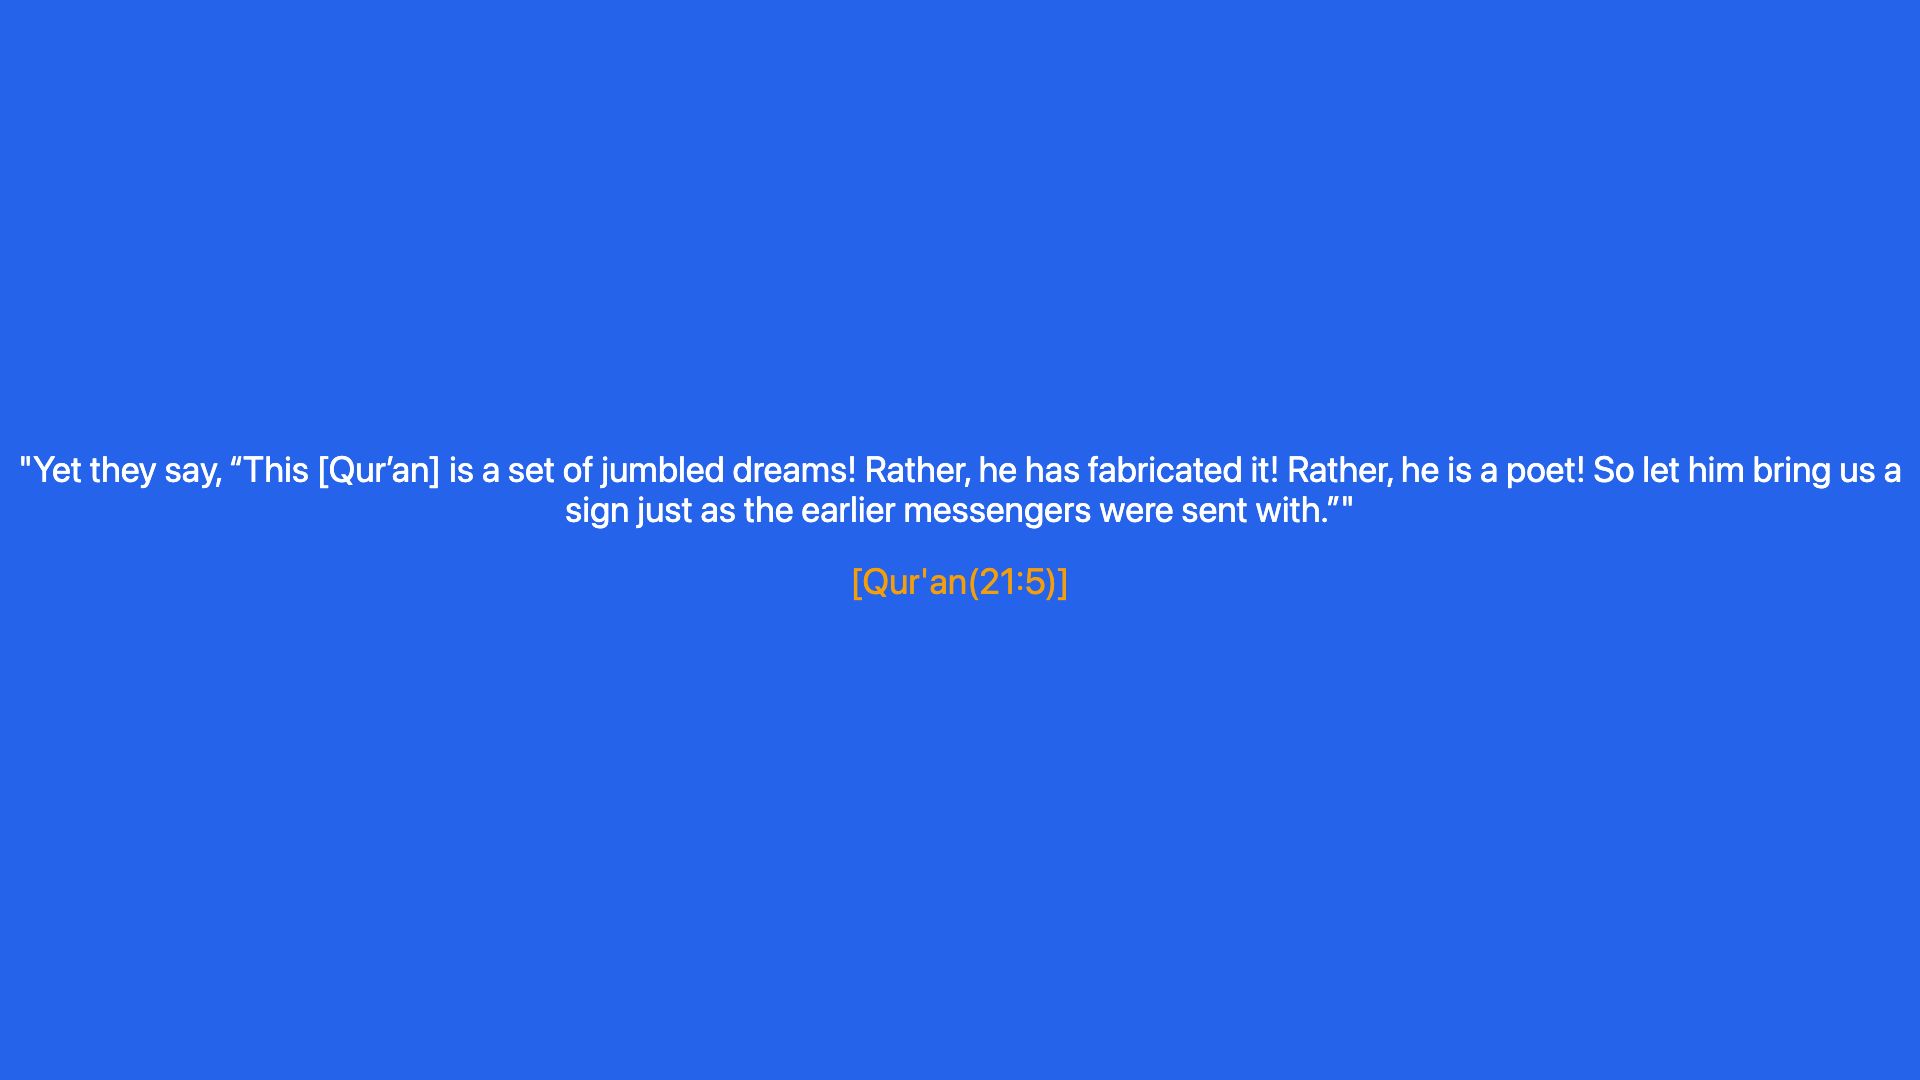 "Yet they say, “This [Qur’an] is a set of jumbled dreams! Rather, he has fabricated it! Rather, he is a poet! So let him bring us a
sign just as the earlier messengers were sent with.”"
[Qur'an(21:5)]